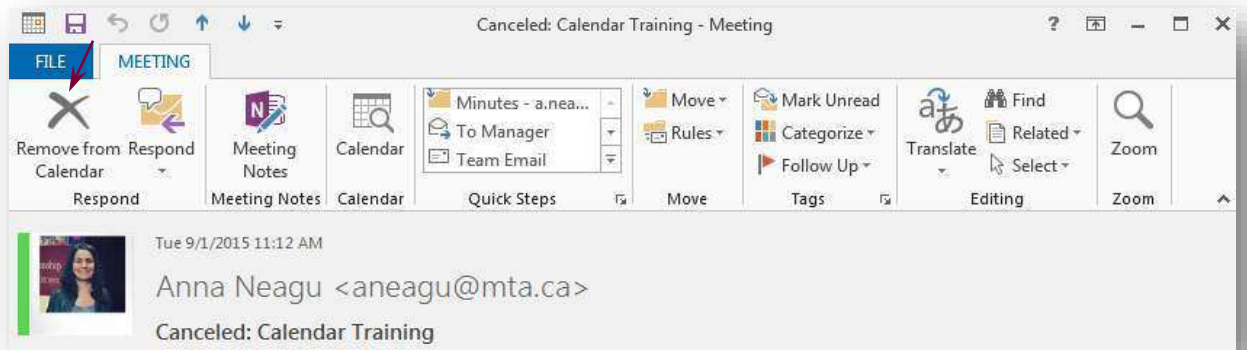 Canceled: Calendar Training - Meeting ?
FILE MEETING
Remove from Calendar
Respond
Respond
Meeting Notes
Meeting Notes
Calendar
Calendar
Minutes - a.nea...
To Manager
Team Email
Quick Steps
Move
Rules
Move
Mark Unread
Categorize
Follow Up
Tags
Translate
Find
Related
Select
Editing
Zoom
Zoom
Tue 9/1/2015 11:12 AM
Anna Neagu <aneagu@mta.ca>
Canceled: Calendar Training